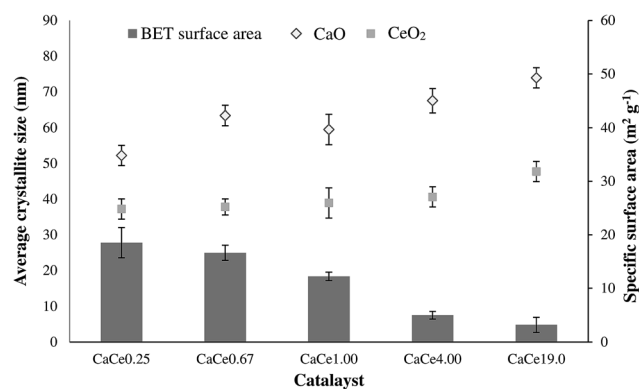 BET surface area
CaO
CeO₂
Average crystallite size (nm)
90
80
70
60
50
40
30
20
10
0
60
50
40
30
20
10
0
Specific surface area (m² g⁻¹)
CaCe0.25
CaCe0.67
CaCe1.00
CaCe4.00
CaCe19.0
Catalayst